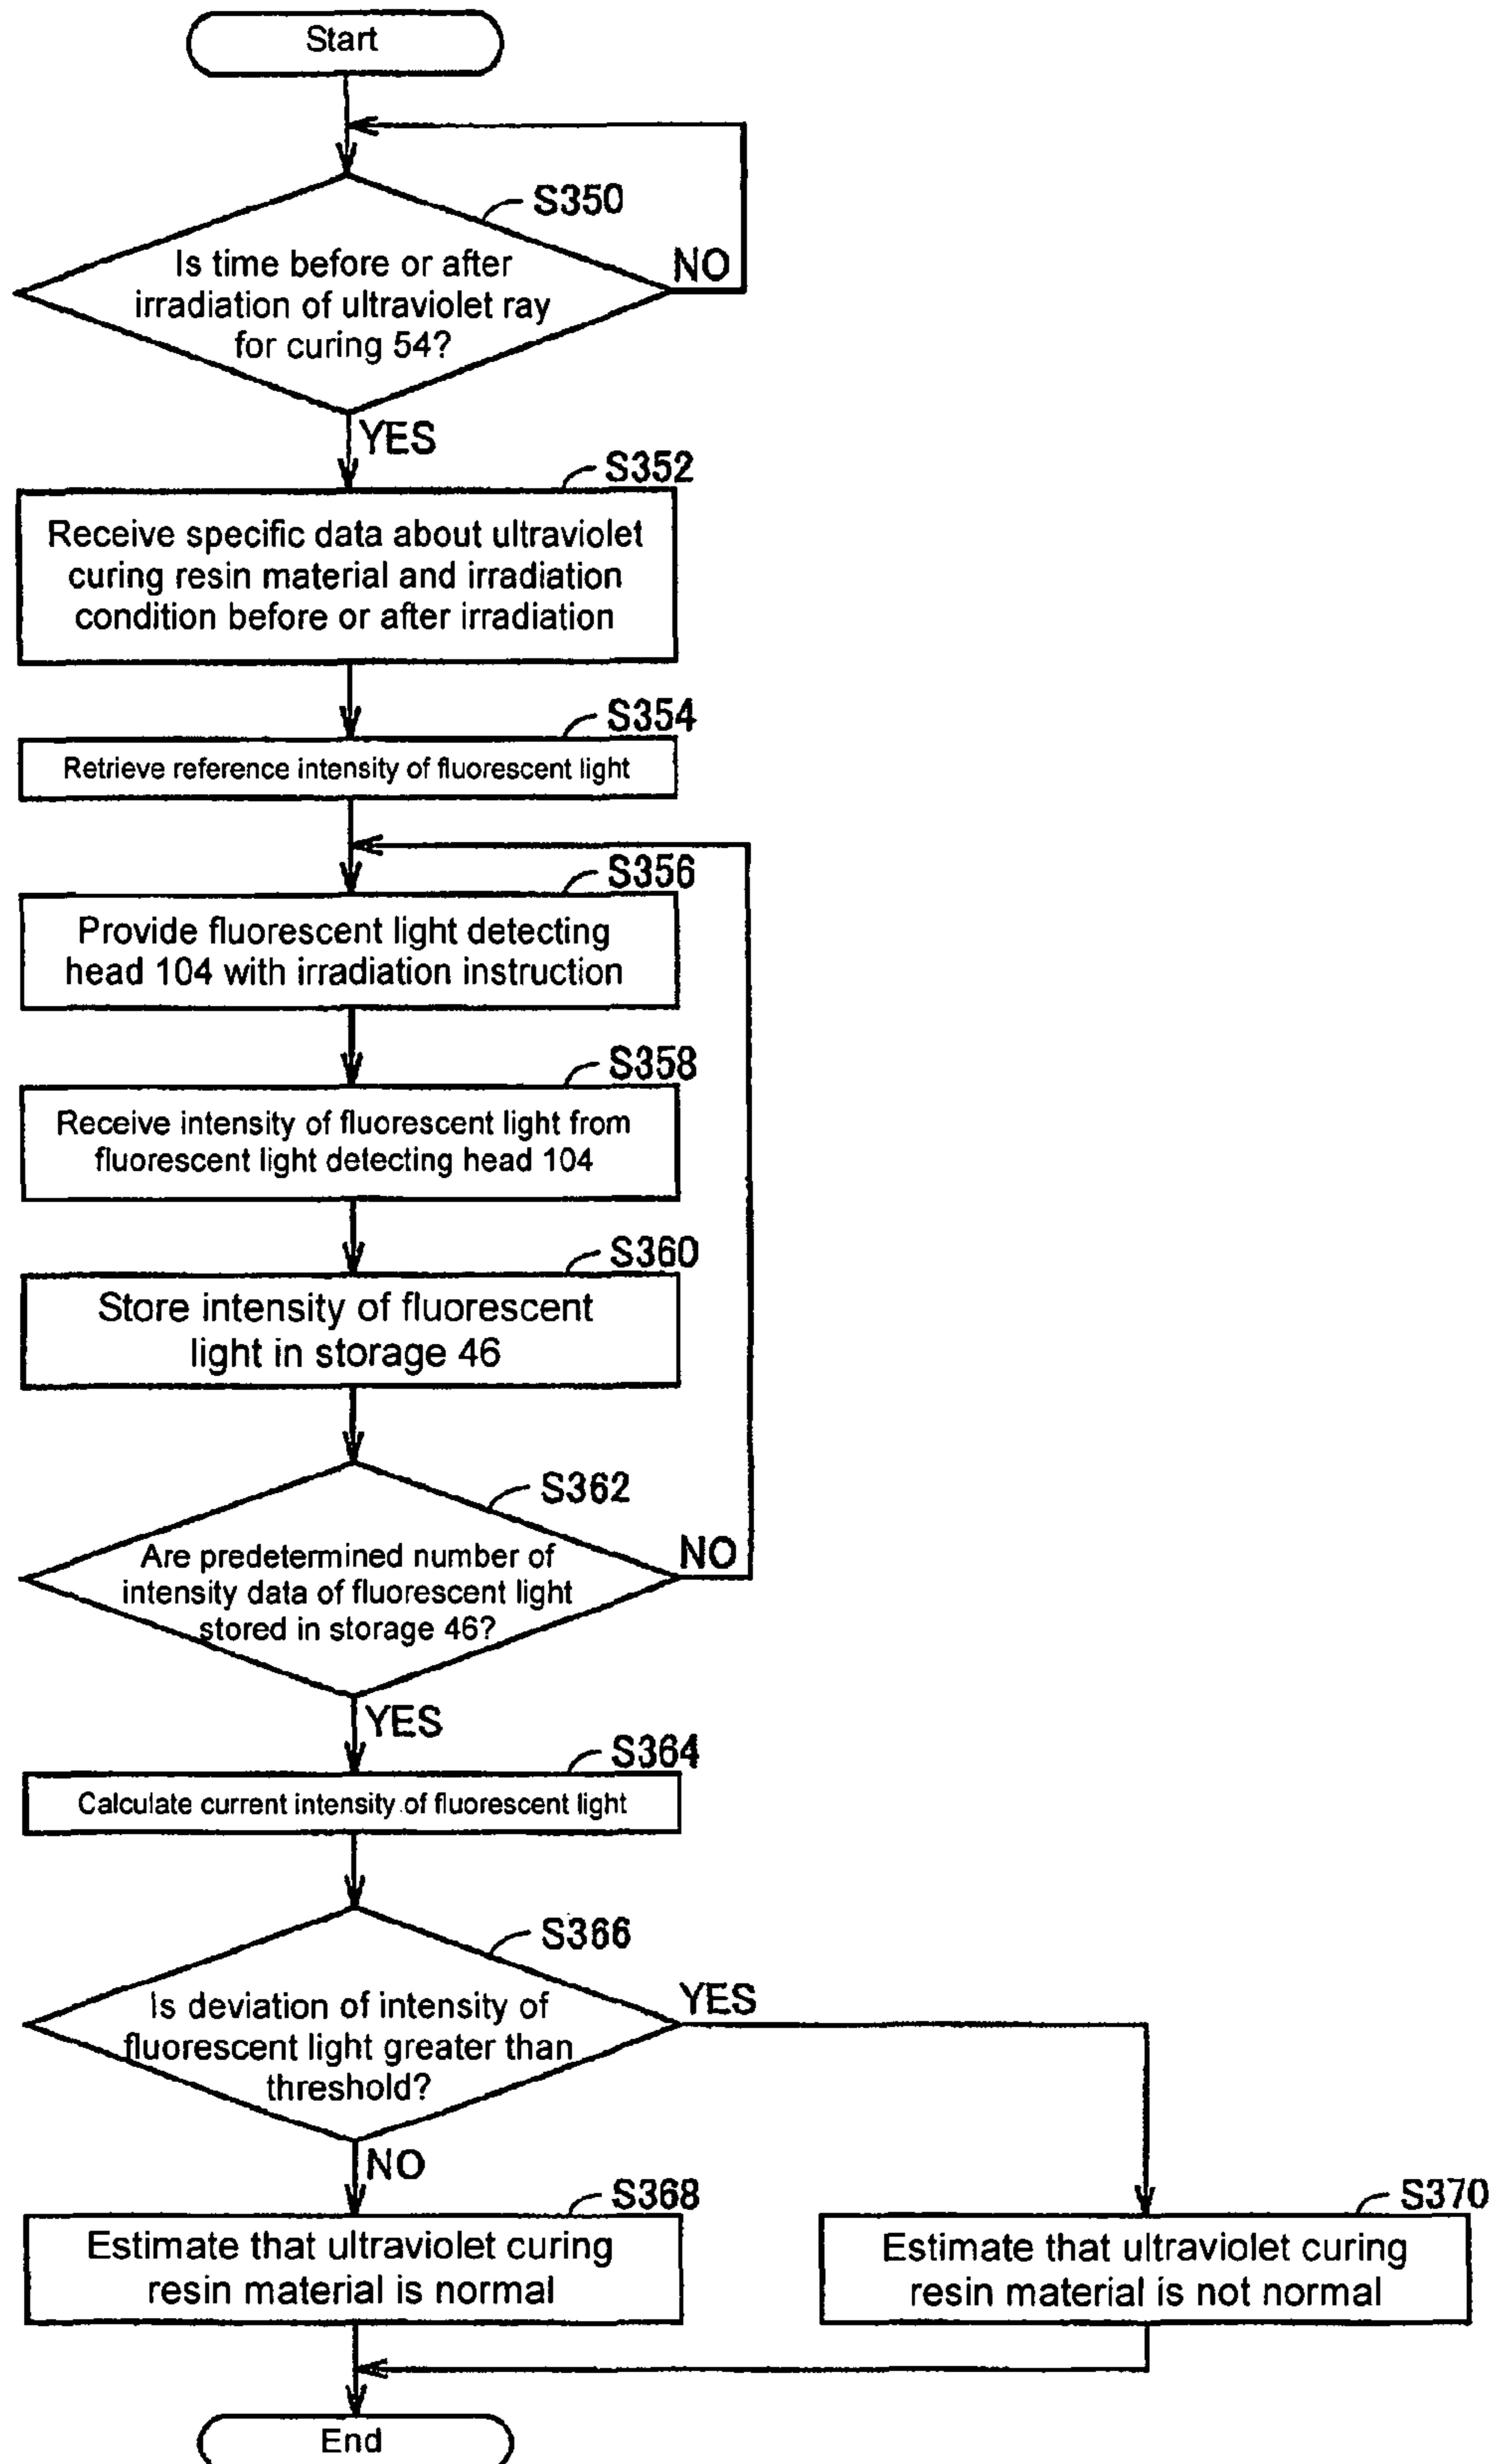 Start
S350
Is time before or after
irradiation of ultraviolet ray
for curing 54?
NO
YES
S352
Receive specific data about ultraviolet
curing resin material and irradiation
condition before or after irradiation
S354
Retrieve reference intensity of fluorescent light
S356
Provide fluorescent light detecting
head 104 with irradiation instruction
S358
Receive intensity of fluorescent light from
fluorescent light detecting head 104
S360
Store intensity of fluorescent
light in storage 46
S362
Are predetermined number of
intensity data of fluorescent light
stored in storage 46?
NO
YES
S364
Calculate current intensity of fluorescent light
S366
Is deviation of intensity of
fluorescent light greater than
threshold?
YES
NO
S368
Estimate that ultraviolet curing
resin material is normal
S370
Estimate that ultraviolet curing
resin material is not normal
End